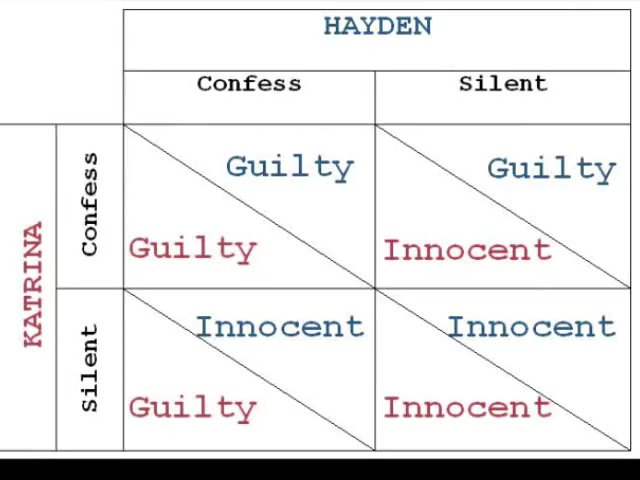 HAYDEN
Confess Silent
KATRINA
Confess
Guilty Guilty
Guilty Innocent
Silent
Innocent Innocent
Guilty Innocent